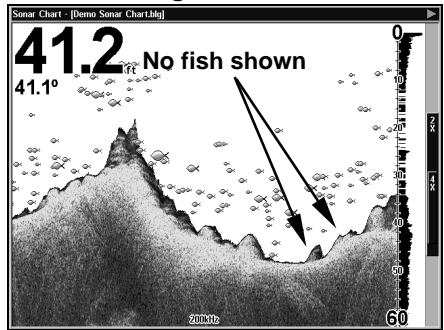 Sonar Chart - [Demo Sonar Chart.blg]
41.2 ft
No fish shown
41.1º
0
10
20
30
40
50
60
2X
4X
200kHz